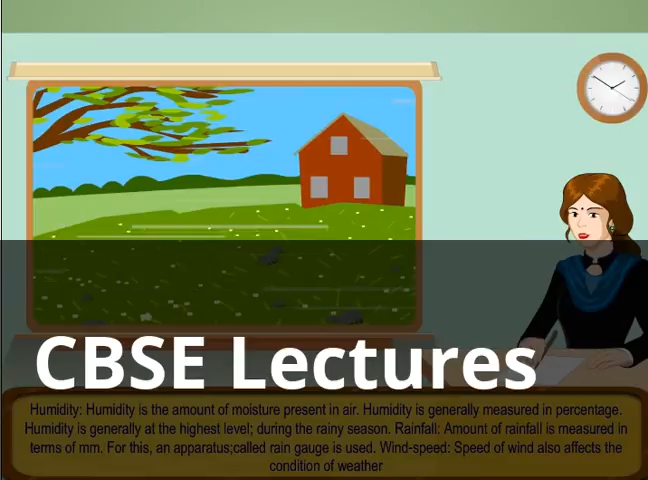 CBSE Lectures
Humidity: Humidity is the amount of moisture present in air. Humidity is generally measured in percentage.
Humidity is generally at the highest level; during the rainy season. Rainfall: Amount of rainfall is measured in
terms of mm. For this, an apparatus;called rain gauge is used. Wind-speed: Speed of wind also affects the
condition of weather